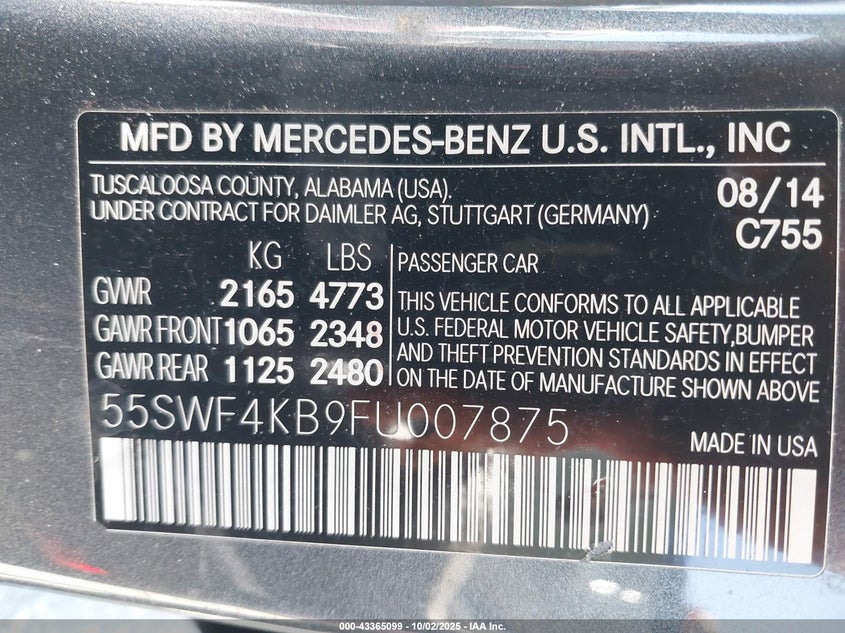 MFD BY MERCEDES-BENZ U.S. INTL., INC
TUSCALOOSA COUNTY, ALABAMA (USA).
UNDER CONTRACT FOR DAIMLER AG, STUTTGART (GERMANY)
08/14
C755
KG LBS
GVWR 2165 4773
GAWR FRONT 1065 2348
GAWR REAR 1125 2480
PASSENGER CAR
THIS VEHICLE CONFORMS TO ALL APPLICABLE
U.S. FEDERAL MOTOR VEHICLE SAFETY,BUMPER
AND THEFT PREVENTION STANDARDS IN EFFECT
ON THE DATE OF MANUFACTURE SHOWN ABOVE
55SWF4KB9FU007875
MADE IN USA
000-43365099 - 10/02/2025 - IAA Inc.